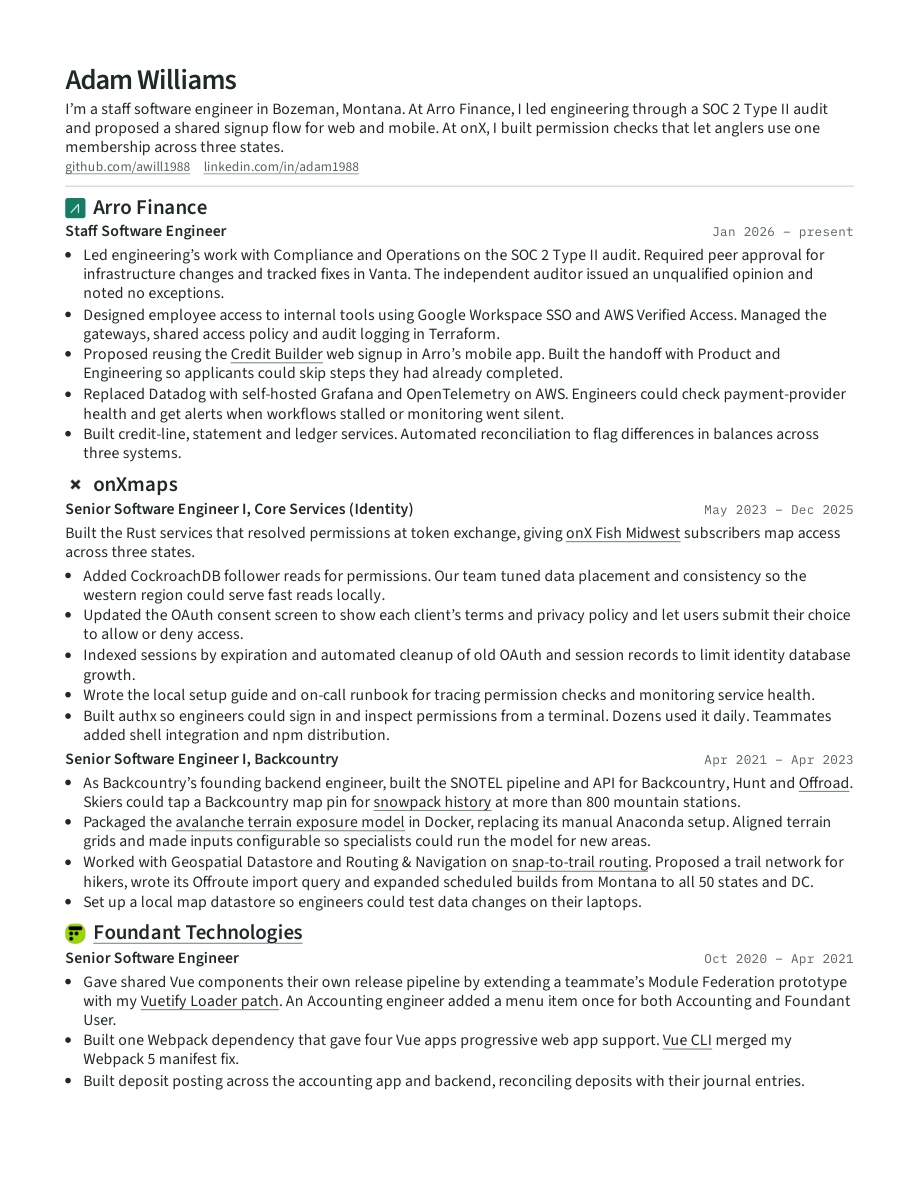 Adam Williams
I’m a staff software engineer in Bozeman, Montana. At Arro Finance, I led engineering through a SOC 2 Type II audit
and proposed a shared signup flow for web and mobile. At onX, I built permission checks that let anglers use one
membership across three states.
github.com/awill1988 linkedin.com/in/adam1988
Arro Finance
Staff Software Engineer Jan 2026 – present
• Led engineering’s work with Compliance and Operations on the SOC 2 Type II audit. Required peer approval for
infrastructure changes and tracked fixes in Vanta. The independent auditor issued an unqualified opinion and
noted no exceptions.
• Designed employee access to internal tools using Google Workspace SSO and AWS Verified Access. Managed the
gateways, shared access policy and audit logging in Terraform.
• Proposed reusing the Credit Builder web signup in Arro’s mobile app. Built the handoff with Product and
Engineering so applicants could skip steps they had already completed.
• Replaced Datadog with self-hosted Grafana and OpenTelemetry on AWS. Engineers could check payment-provider
health and get alerts when workflows stalled or monitoring went silent.
• Built credit-line, statement and ledger services. Automated reconciliation to flag differences in balances across
three systems.
onXmaps
Senior Software Engineer I, Core Services (Identity) May 2023 – Dec 2025
Built the Rust services that resolved permissions at token exchange, giving onX Fish Midwest subscribers map access
across three states.
• Added CockroachDB follower reads for permissions. Our team tuned data placement and consistency so the
western region could serve fast reads locally.
• Updated the OAuth consent screen to show each client’s terms and privacy policy and let users submit their choice
to allow or deny access.
• Indexed sessions by expiration and automated cleanup of old OAuth and session records to limit identity database
growth.
• Wrote the local setup guide and on-call runbook for tracing permission checks and monitoring service health.
• Built authx so engineers could sign in and inspect permissions from a terminal. Dozens used it daily. Teammates
added shell integration and npm distribution.
Senior Software Engineer I, Backcountry Apr 2021 – Apr 2023
• As Backcountry’s founding backend engineer, built the SNOTEL pipeline and API for Backcountry, Hunt and Offroad.
Skiers could tap a Backcountry map pin for snowpack history at more than 800 mountain stations.
• Packaged the avalanche terrain exposure model in Docker, replacing its manual Anaconda setup. Aligned terrain
grids and made inputs configurable so specialists could run the model for new areas.
• Worked with Geospatial Datastore and Routing & Navigation on snap-to-trail routing. Proposed a trail network for
hikers, wrote its Offroute import query and expanded scheduled builds from Montana to all 50 states and DC.
• Set up a local map datastore so engineers could test data changes on their laptops.
Foundant Technologies
Senior Software Engineer Oct 2020 – Apr 2021
• Gave shared Vue components their own release pipeline by extending a teammate’s Module Federation prototype
with my Vuetify Loader patch. An Accounting engineer added a menu item once for both Accounting and Foundant
User.
• Built one Webpack dependency that gave four Vue apps progressive web app support. Vue CLI merged my
Webpack 5 manifest fix.
• Built deposit posting across the accounting app and backend, reconciling deposits with their journal entries.